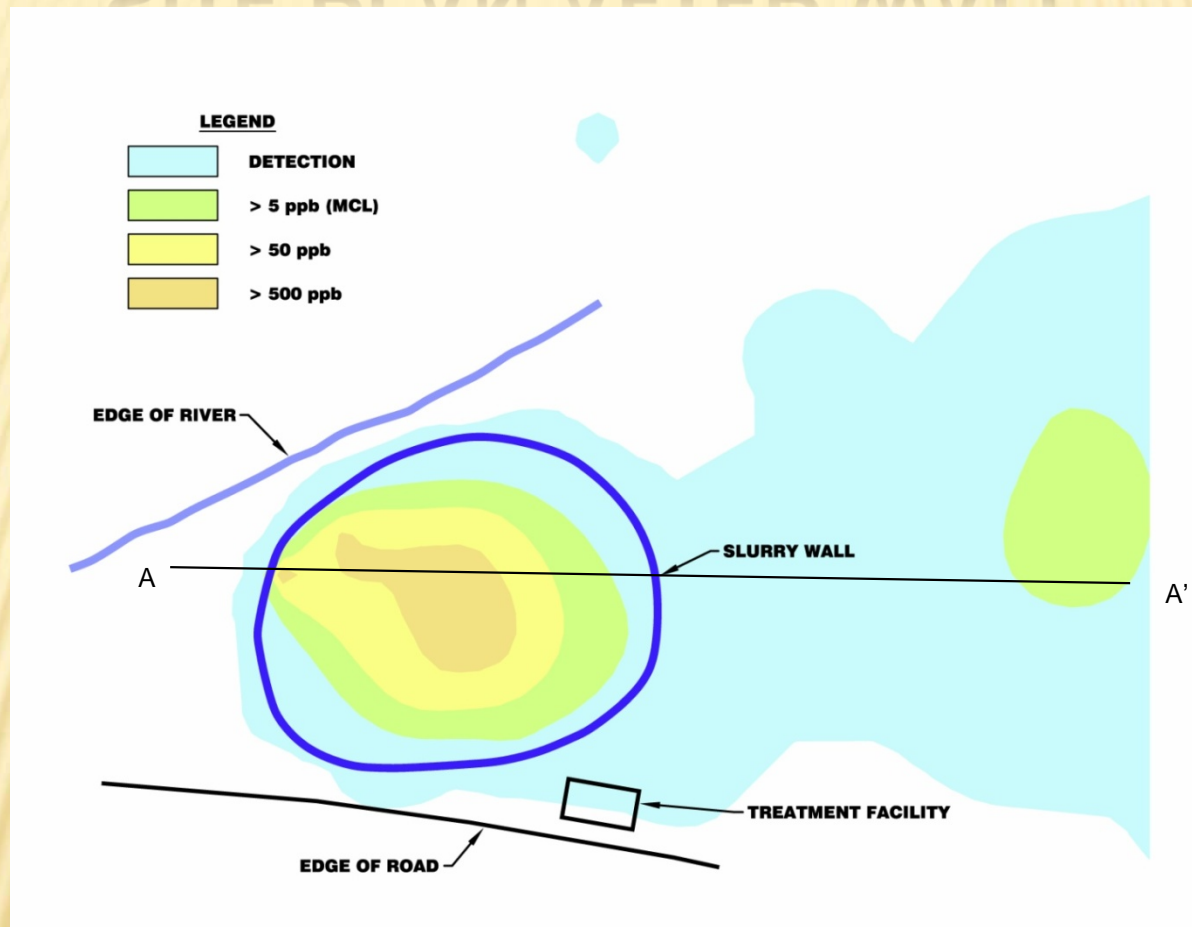 LEGEND
DETECTION
> 5 ppb (MCL)
> 50 ppb
> 500 ppb
EDGE OF RIVER
SLURRY WALL
A
A'
TREATMENT FACILITY
EDGE OF ROAD